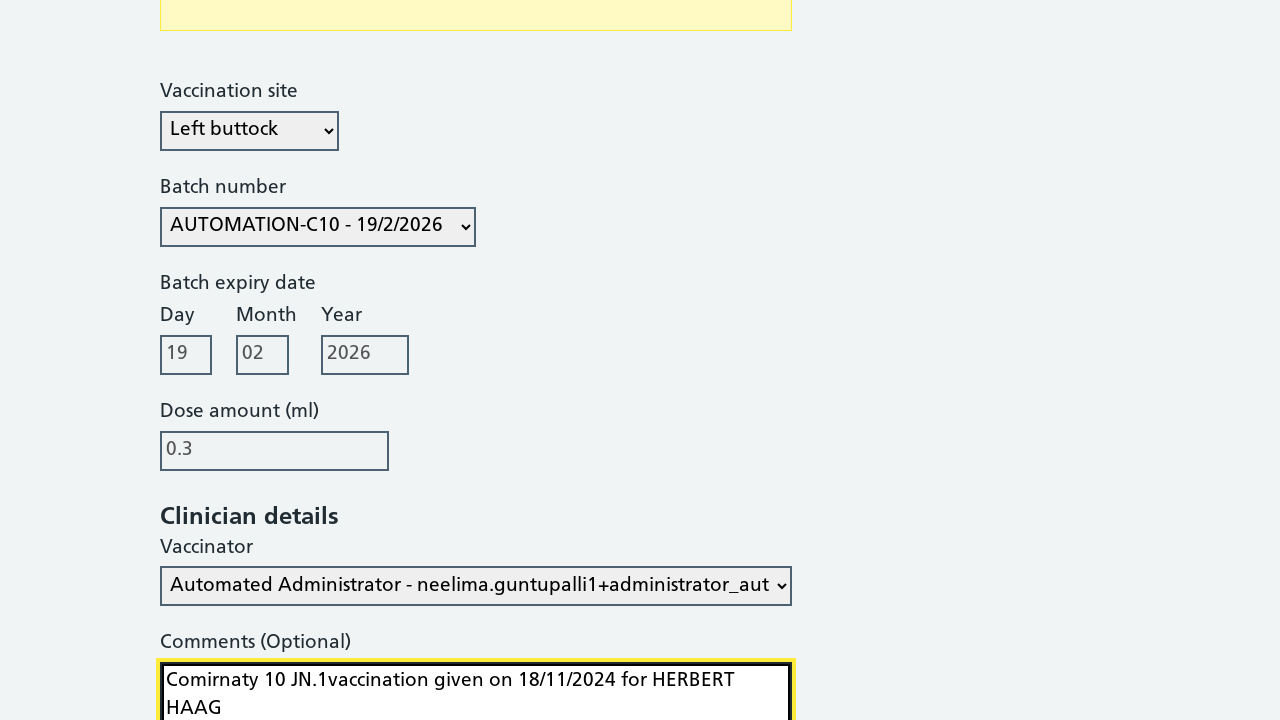 Vaccination site
Left buttock
Batch number
AUTOMATION-C10 - 19/2/2026
Batch expiry date
Day Month Year
19 02 2026
Dose amount (ml)
0.3
Clinician details
Vaccinator
Automated Administrator - neelima.guntupalli1+administrator_aut
Comments (Optional)
Comirnaty 10 JN.1vaccination given on 18/11/2024 for HERBERT
HAAG